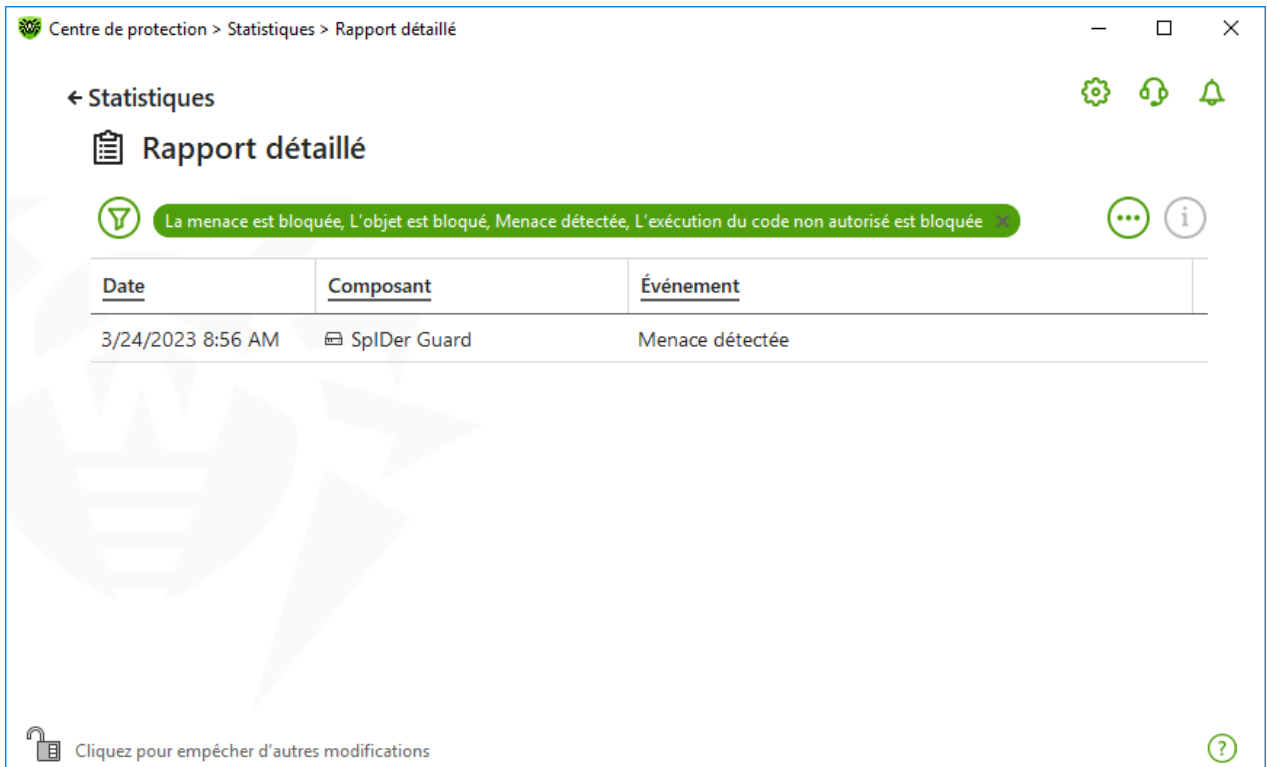 Centre de protection > Statistiques > Rapport détaillé
Statistiques
Rapport détaillé
La menace est bloquée, L'objet est bloqué, Menace détectée, L'exécution du code non autorisé est bloquée
Date Composant Événement
3/24/2023 8:56 AM SpIDer Guard Menace détectée
Cliquez pour empêcher d'autres modifications